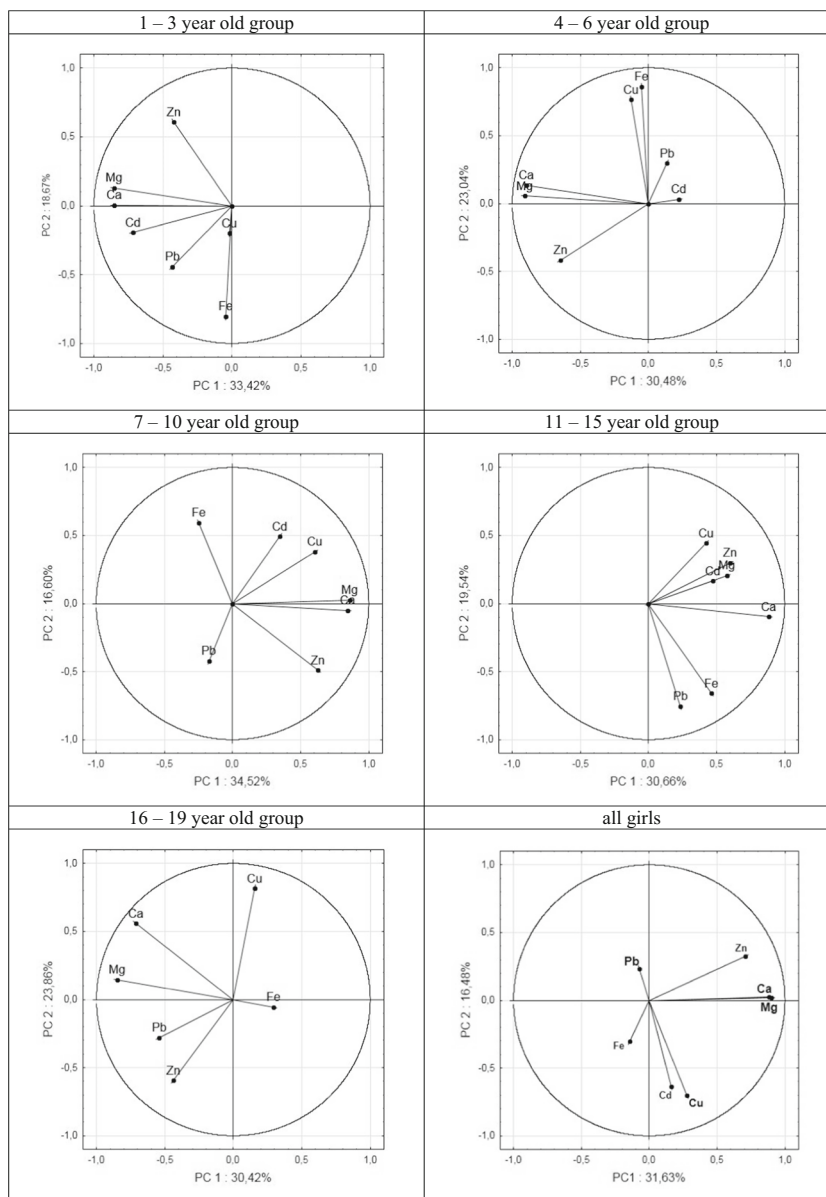 1 – 3 year old group
4 – 6 year old group
1,0
0,5
0,0
-0,5
-1,0
PC 2 : 18,67%
Zn
Mg
Ca
Cd
Cu
Pb
Fe
-1,0 -0,5 0,0 0,5 1,0
PC 1 : 33,42%
1,0
0,5
0,0
-0,5
-1,0
PC 2 : 23,04%
Fe
Cu
Pb
Ca
Mg
Cd
Zn
-1,0 -0,5 0,0 0,5 1,0
PC 1 : 30,48%
7 – 10 year old group
11 – 15 year old group
1,0
0,5
0,0
-0,5
-1,0
PC 2 : 16,60%
Fe
Cd
Cu
Mg
Ca
Pb
Zn
-1,0 -0,5 0,0 0,5 1,0
PC 1 : 34,52%
1,0
0,5
0,0
-0,5
-1,0
PC 2 : 19,54%
Cu
Zn
Mg
Cd
Ca
Fe
Pb
-1,0 -0,5 0,0 0,5 1,0
PC 1 : 30,66%
16 – 19 year old group
all girls
1,0
0,5
0,0
-0,5
-1,0
PC 2 : 23,86%
Cu
Ca
Mg
Fe
Pb
Zn
-1,0 -0,5 0,0 0,5 1,0
PC 1 : 30,42%
1,0
0,5
0,0
-0,5
-1,0
PC 2 : 16,48%
Zn
Pb
Ca
Mg
Fe
Cd
Cu
-1,0 -0,5 0,0 0,5 1,0
PC1 : 31,63%